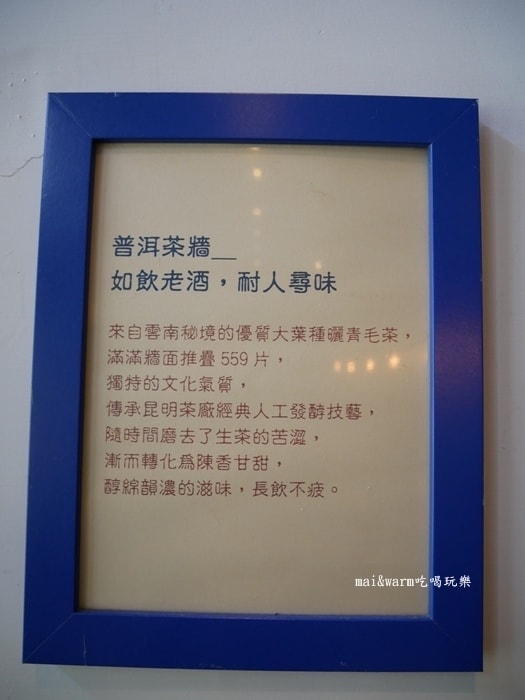 普洱茶牆__
如飲老酒，耐人尋味
來自雲南秘境的優質大葉種曬青毛茶，
滿滿牆面推疊559片，
獨特的文化氣質，
傳承昆明茶廠經典人工發酵技藝，
隨時間磨去了生茶的苦澀，
漸而轉化為陳香甘甜，
醇綿韻濃的滋味，長飲不疲。
mai&warm吃喝玩樂